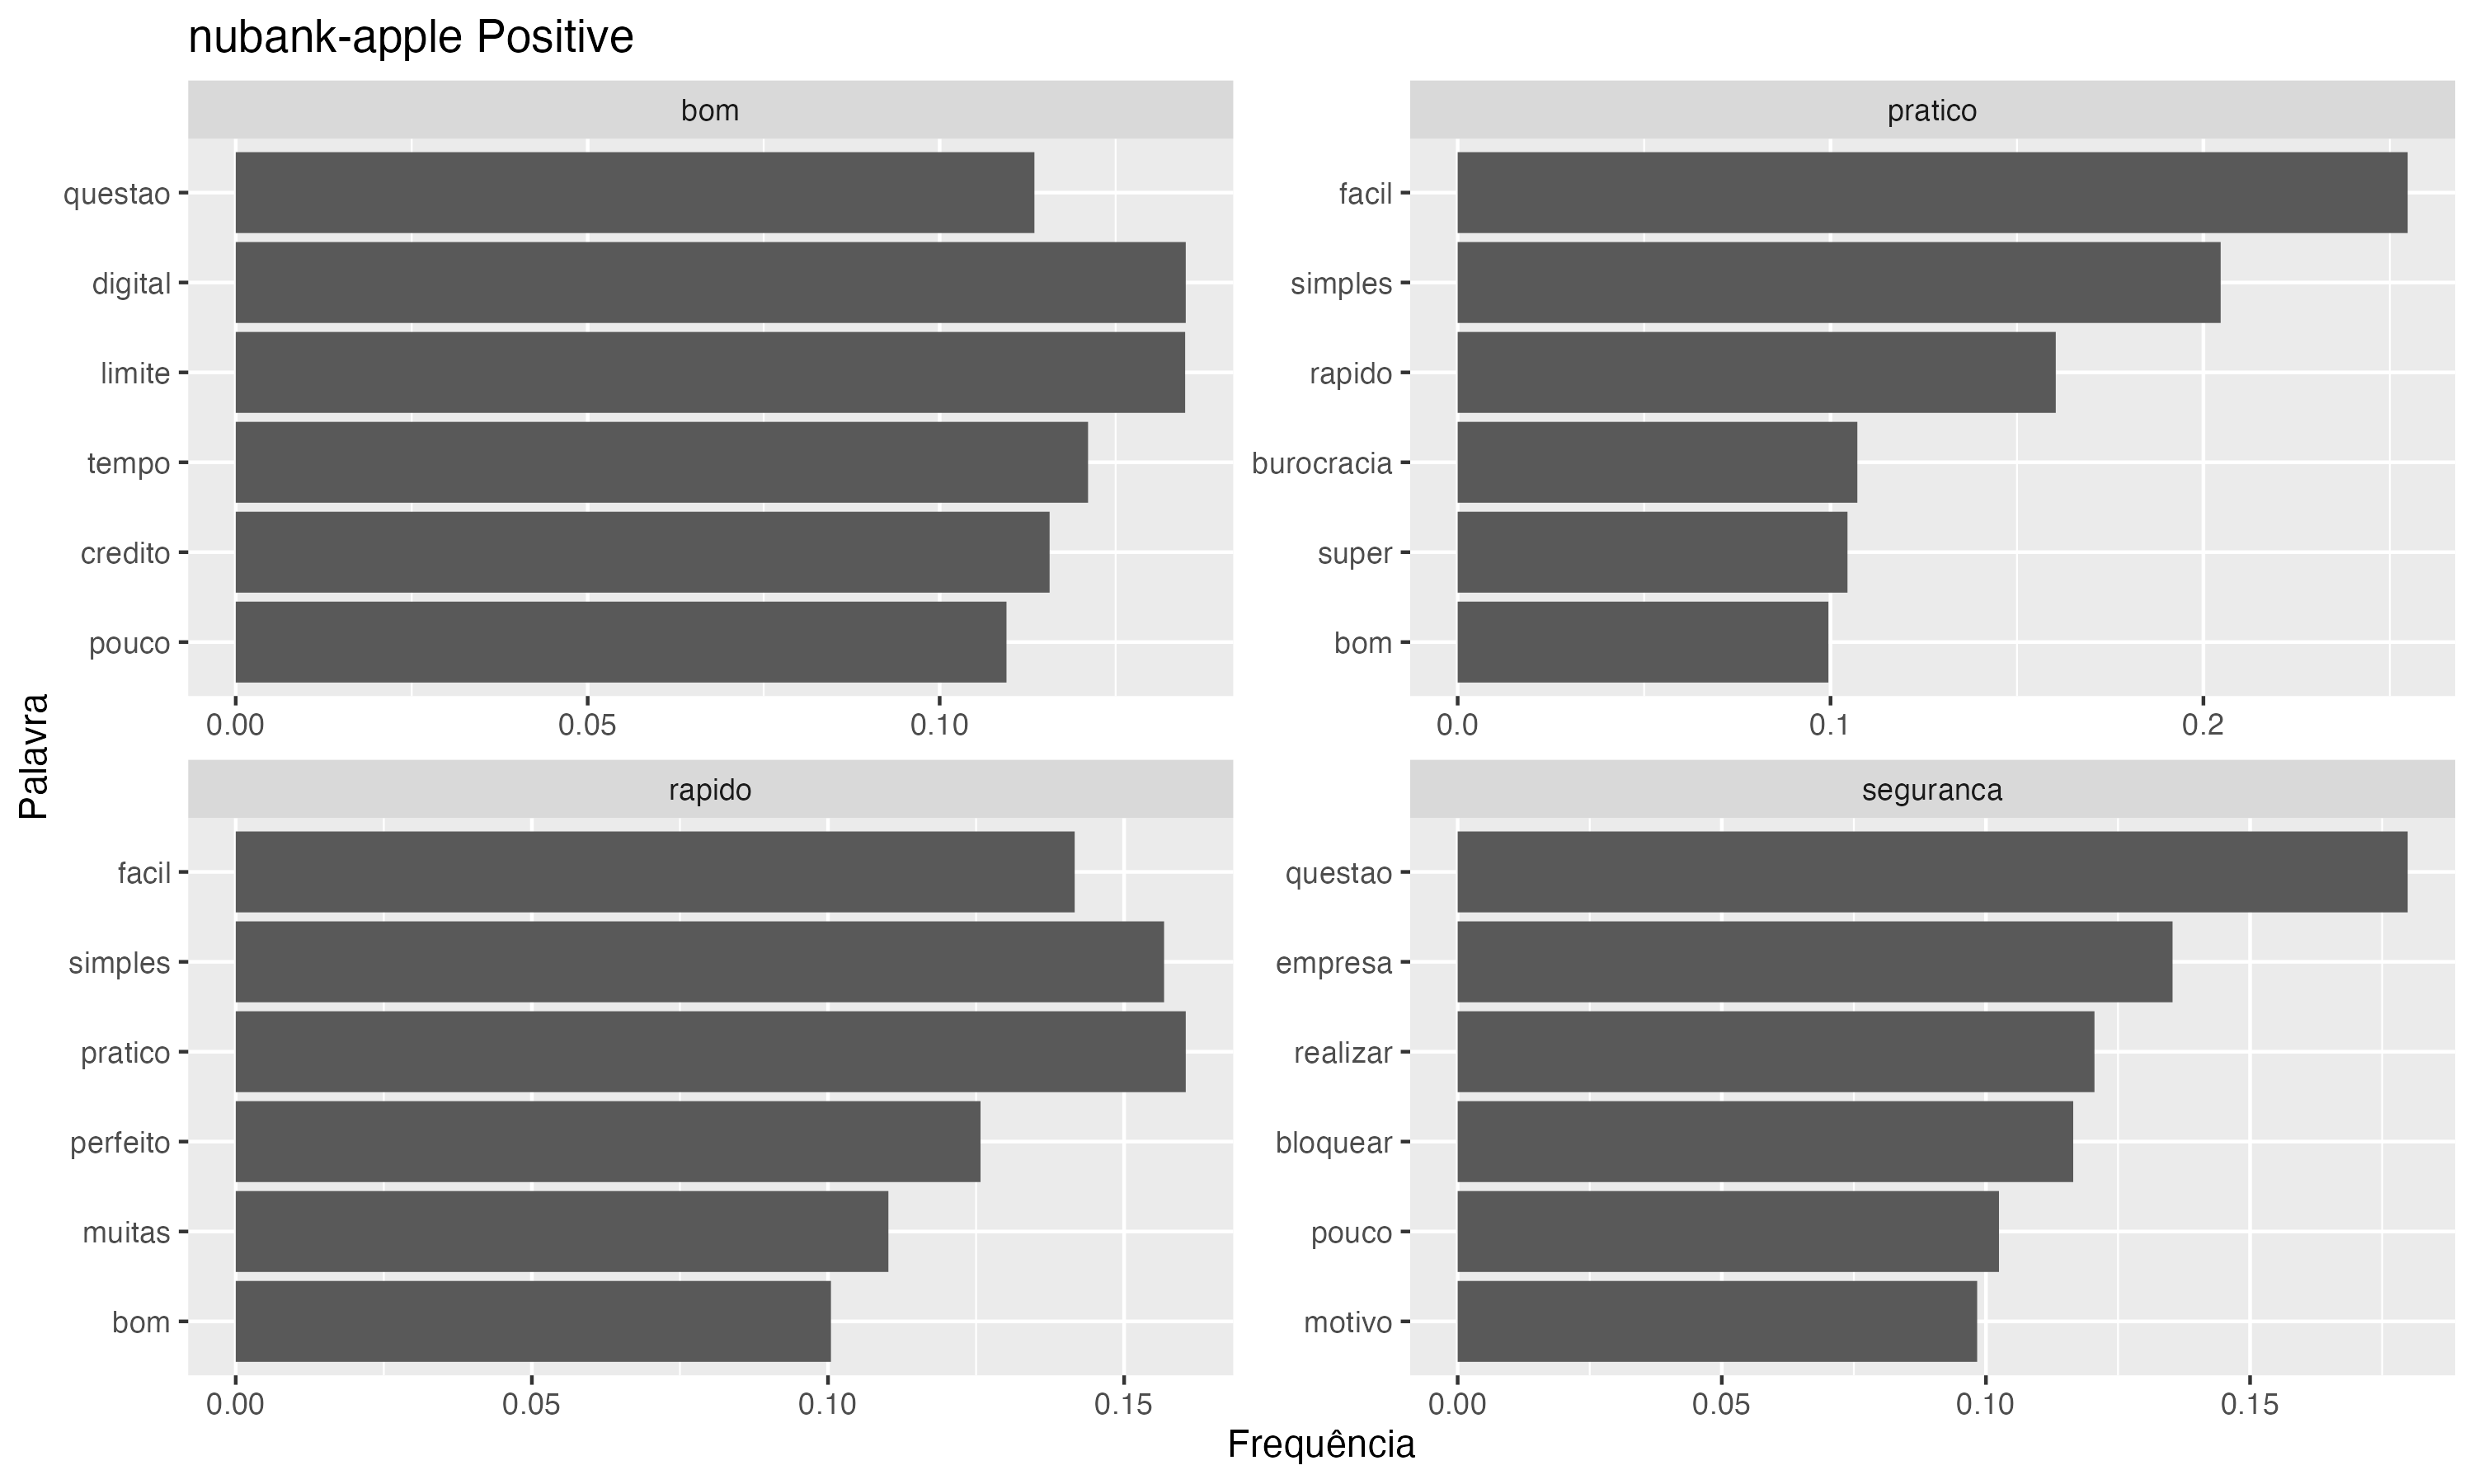 nubank-apple Positive
bom
questao
digital
limite
tempo
credito
pouco
0.00 0.05 0.10
pratico
facil
simples
rapido
burocracia
super
bom
0.0 0.1 0.2
rapido
facil
simples
pratico
perfeito
muitas
bom
0.00 0.05 0.10 0.15
seguranca
questao
empresa
realizar
bloquear
pouco
motivo
0.00 0.05 0.10 0.15
Palavra
Frequência